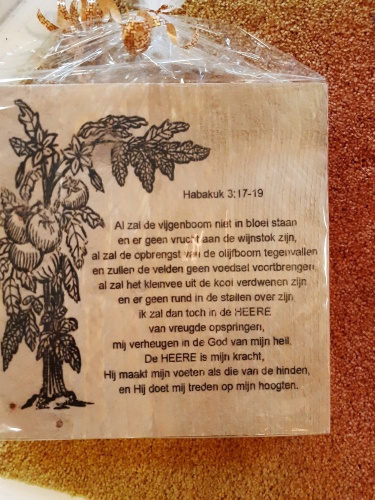 Habakuk 3:17-19
Al zal de vijgenboom niet in bloei staan
en er geen vrucht aan de wijnstok zijn,
al zal de opbrengst van de olijfboom tegenvallen
en zullen de velden geen voedsel voortbrengen,
al zal het kleinvee uit de kooi verdwenen zijn
en er geen rund in de stallen over zijn,
ik zal dan toch in de HEERE
van vreugde opspringen,
mij verheugen in de God van mijn heil.
De HEERE is mijn kracht,
Hij maakt mijn voeten als die van de hinden,
en Hij doet mij treden op mijn hoogten.